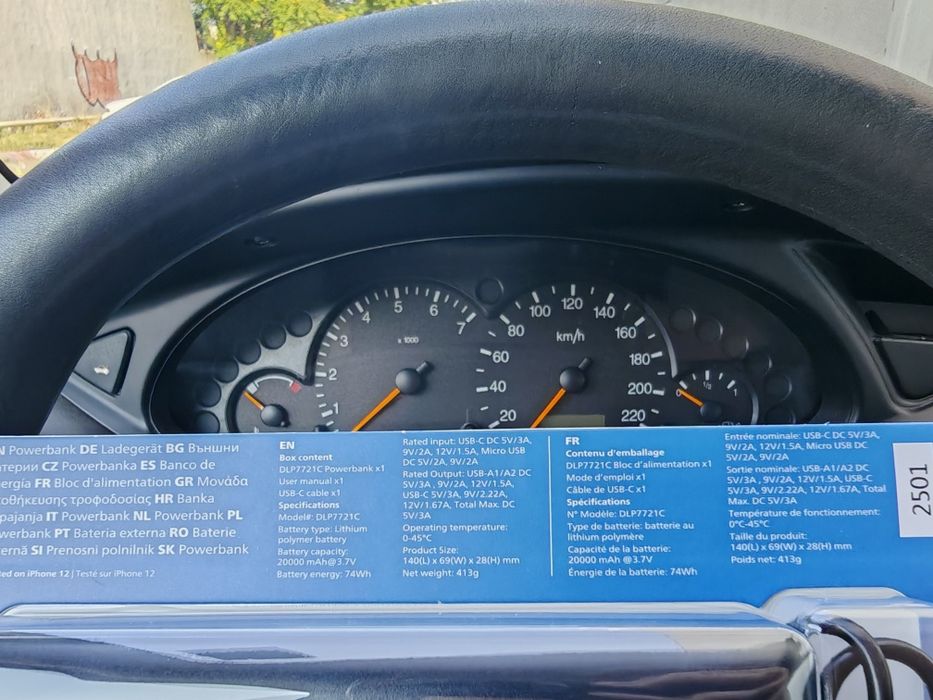 5
4 6
3 7
2
1
x 1000
120
100 140
80 160
60 180
40 200
20 220
km/h
0 1/2 1
Powerbank DE Ladegerät BG Външни
CZ Powerbanka ES Banco de
FR Bloc d'alimentation GR Μονάδα
τροφοδοσίας HR Banka
IT Powerbank NL Powerbank PL
PT Bateria externa RO Baterie
SI Prenosni polnilnik SK Powerbank
on iPhone 12 | Testé sur iPhone 12
EN
Box content
DLP7721C Powerbank x1
User manual x1
USB-C cable x1
Specifications
Model#: DLP7721C
Battery type: Lithium
polymer battery
Battery capacity:
20000 mAh@3.7V
Battery energy: 74Wh
Rated input: USB-C DC 5V/3A,
9V/2A, 12V/1.5A, Micro USB
DC 5V/2A, 9V/2A
Rated Output: USB-A1/A2 DC
5V/3A , 9V/2A, 12V/1.5A,
USB-C 5V/3A, 9V/2.22A,
12V/1.67A, Total Max. DC
5V/3A
Operating temperature:
0-45°C
Product Size:
140(L) x 69(W) x 28(H) mm
Net weight: 413g
FR
Contenu d'emballage
DLP7721C Bloc d'alimentation x1
Mode d'emploi x1
Câble de USB-C x1
Spécifications
N° Modèle: DLP7721C
Type de batterie: batterie au
lithium polymère
Capacité de la batterie:
20000 mAh @3.7V
Énergie de la batterie: 74Wh
Entrée nominale: USB-C DC 5V/3A,
9V/2A, 12V/1.5A, Micro USB DC
5V/2A, 9V/2A
Sortie nominale: USB-A1/A2 DC
5V/3A , 9V/2A, 12V/1.5A, USB-
C 5V/3A, 9V/2.22A, 12V/1.67A, Total
Max. DC 5V/3A
Température de fonctionnement:
0°C-45°C
Taille du produit:
140(L) x 69(W) x 28(H) mm
Poids net: 413g
2501